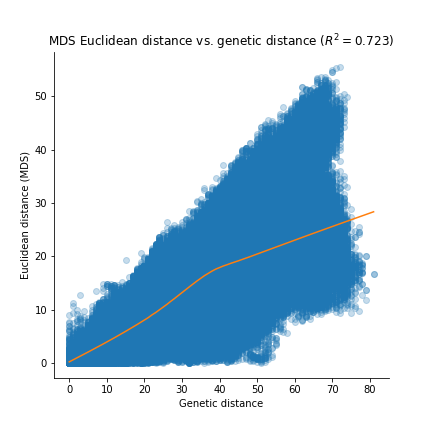 MDS Euclidean distance vs. genetic distance (R² = 0.723)
Euclidean distance (MDS)
50
40
30
20
10
0
0 10 20 30 40 50 60 70 80
Genetic distance